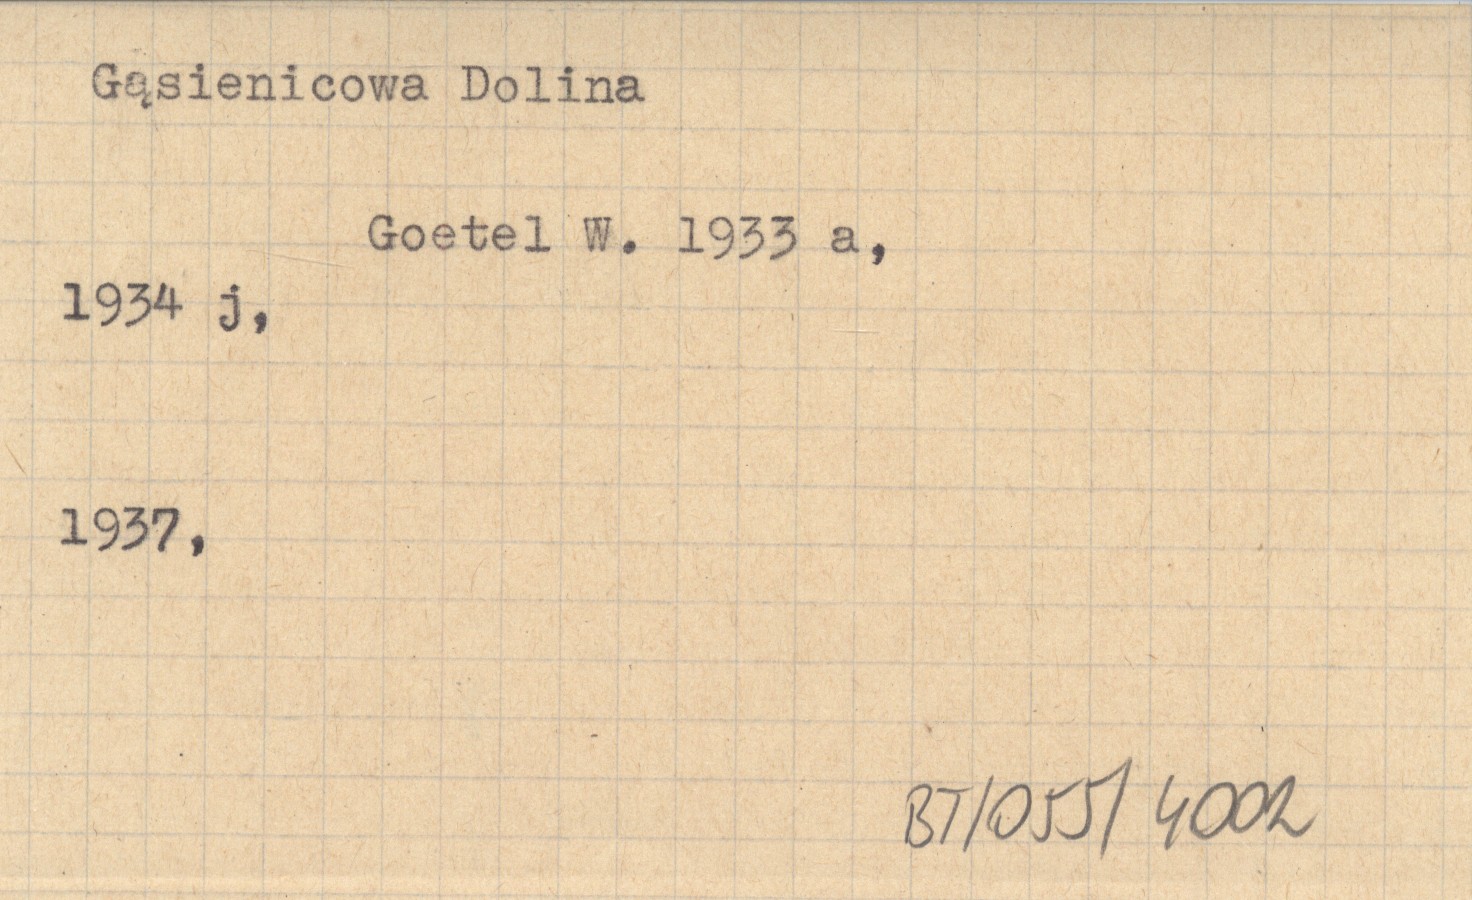 Gąsienicowa Dolina
Goetel W. 1933 a,
1934 j,
1937,
BT/055/4002